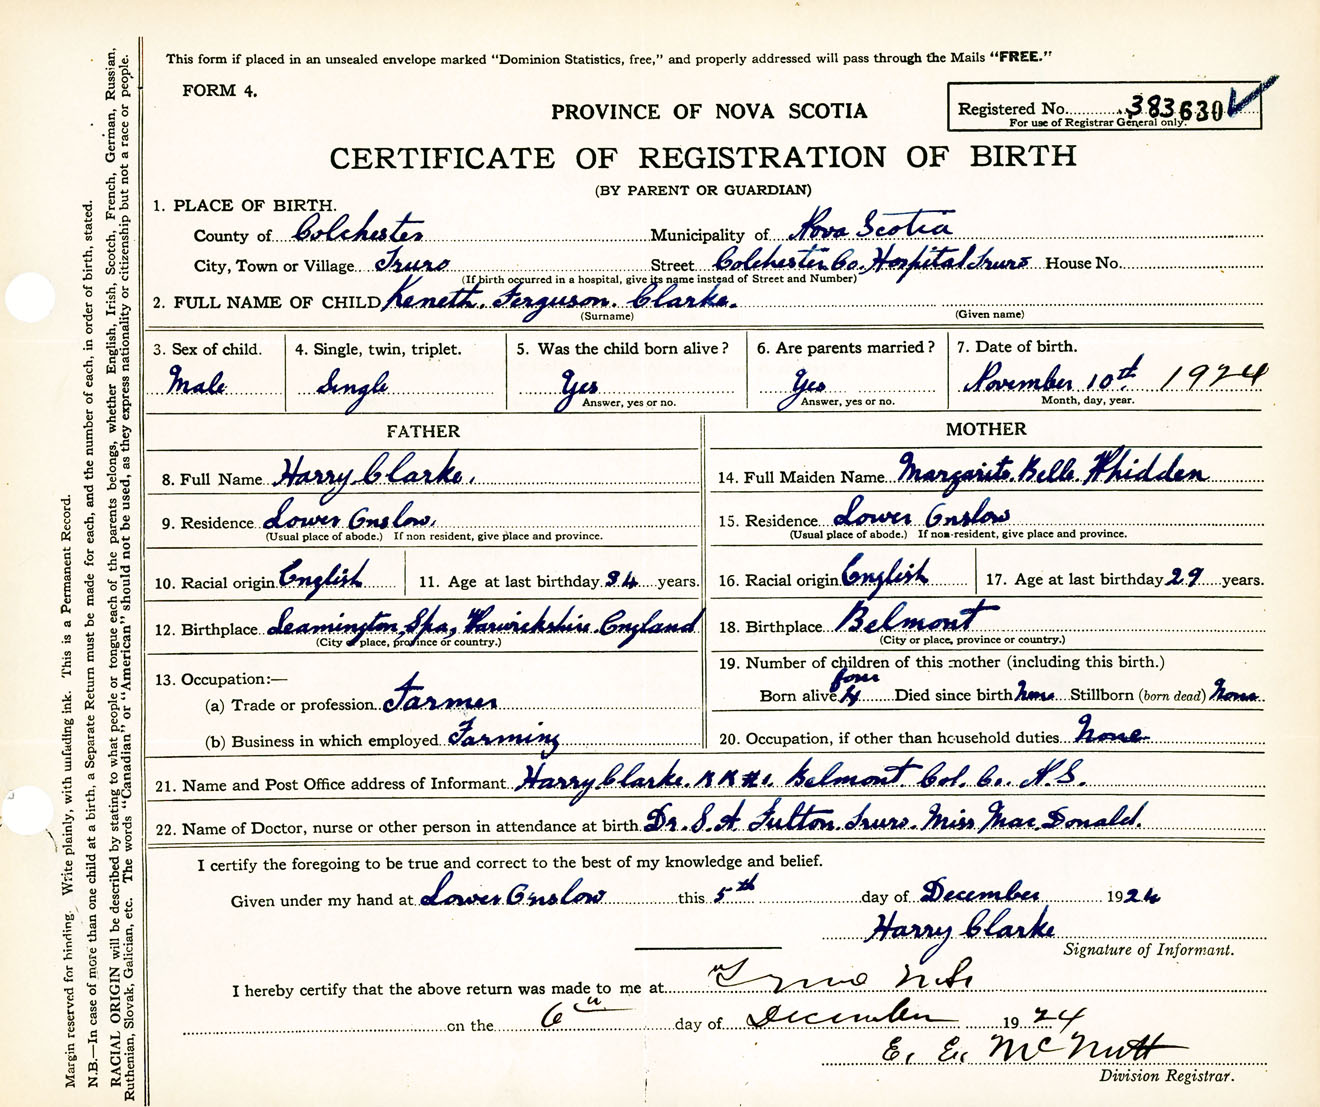 This form if placed in an unsealed envelope marked "Dominion Statistics, free," and properly addressed will pass through the Mails "FREE."
FORM 4.
PROVINCE OF NOVA SCOTIA
Registered No. 383630
For use of Registrar General only.
CERTIFICATE OF REGISTRATION OF BIRTH
(BY PARENT OR GUARDIAN)
1. PLACE OF BIRTH.
County of Colchester Municipality of Nova Scotia
City, Town or Village Truro Street Colchester Co. Hospital Truro House No.
(If birth occurred in a hospital, give its name instead of Street and Number)
2. FULL NAME OF CHILD Keneth. Ferguson. Clarke.
(Surname) (Given name)
3. Sex of child. 4. Single, twin, triplet. 5. Was the child born alive? 6. Are parents married? 7. Date of birth.
Male Single Yes Yes November 10th 1924
Answer, yes or no. Answer, yes or no. Month, day, year.
FATHER MOTHER
8. Full Name Harry Clarke. 14. Full Maiden Name Margarite. Belle. Whidden
9. Residence Lower Onslow. 15. Residence Lower Onslow
(Usual place of abode.) If non resident, give place and province. (Usual place of abode.) If non-resident, give place and province.
10. Racial origin English 11. Age at last birthday 34 years. 16. Racial origin English 17. Age at last birthday 29 years.
12. Birthplace Leamington Spa, Warwickshire. England 18. Birthplace Belmont
(City or place, province or country.) (City or place, province or country.)
13. Occupation:— 19. Number of children of this mother (including this birth.)
four
(a) Trade or profession Farmer Born alive 4 Died since birth None Stillborn (born dead) None
(b) Business in which employed Farming 20. Occupation, if other than household duties None
21. Name and Post Office address of Informant Harry Clarke. RR #1. Belmont Col. Co. N.S.
22. Name of Doctor, nurse or other person in attendance at birth Dr. S. A Fulton. Truro. Miss Mac Donald.
I certify the foregoing to be true and correct to the best of my knowledge and belief.
Given under my hand at Lower Onslow this 5th day of December 1924
Harry Clarke
Signature of Informant.
I hereby certify that the above return was made to me at Truro N.S.
on the 6th day of December 1924
E. E. McNutt
Division Registrar.
Margin reserved for binding. Write plainly, with unfading ink. This is a Permanent Record.
N.B.—In case of more than one child at a birth, a Separate Return must be made for each, and the number of each, in order of birth, stated.
RACIAL ORIGIN will be described by stating to what people or tongue each of the parents belongs, whether English, Irish, Scotch, French, German, Russian,
Ruthenian, Slovak, Galician, etc. The words "Canadian" or "American" should not be used, as they express nationality or citizenship but not a race or people.